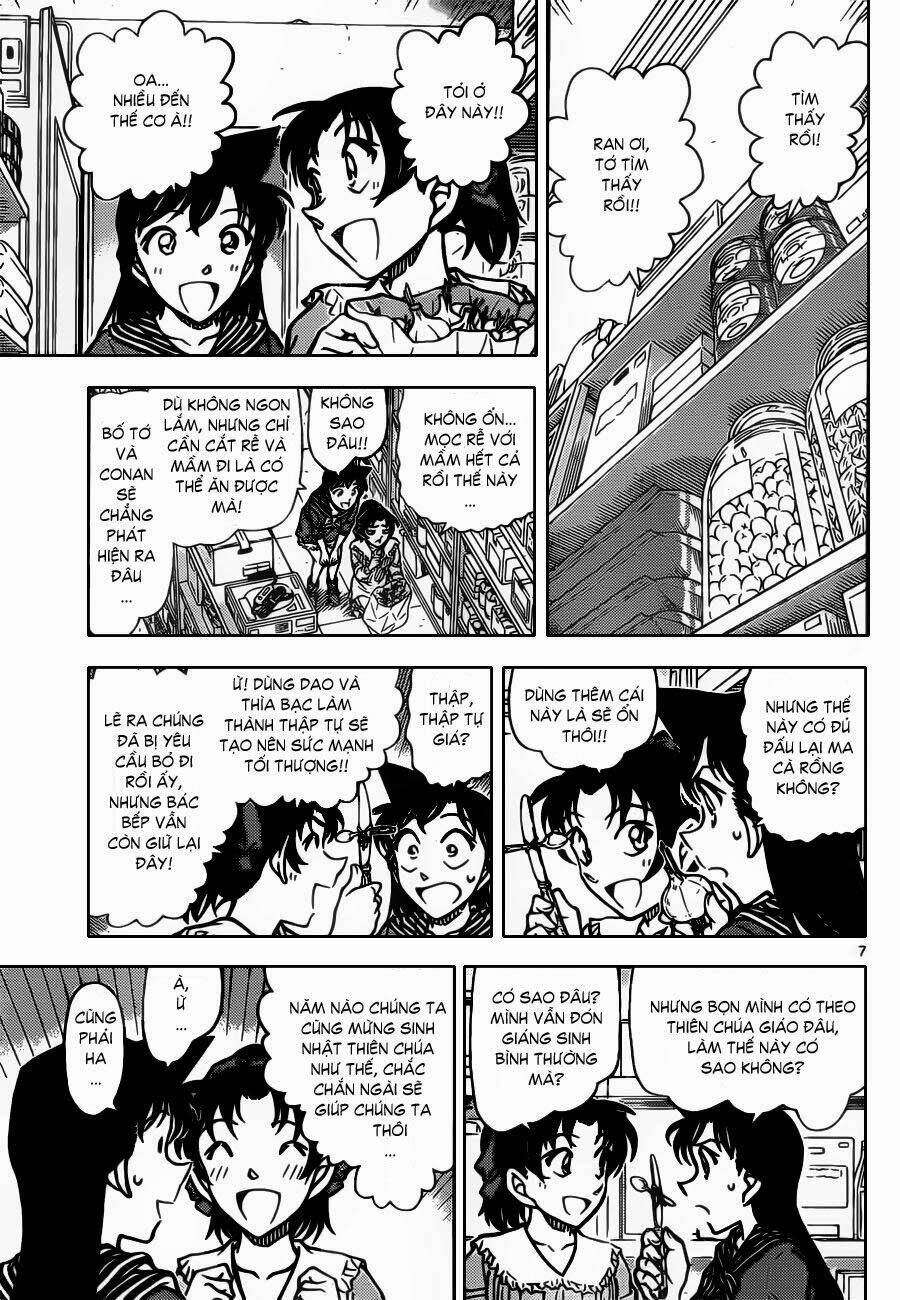 TÌM
THẤY
RỒI!
RAN ƠI,
TỚ TÌM
THẤY
RỒI!!
TỎI Ở
ĐÂY NÀY!!
OA...
NHIỀU ĐẾN
THẾ CƠ À!!
KHÔNG ỔN...
MỌC RỄ VỚI
MẦM HẾT CẢ
RỒI THẾ NÀY
...
KHÔNG
SAO
ĐÂU!!
DÙ KHÔNG NGON
LẮM, NHƯNG CHỈ
CẦN CẮT RỄ VÀ
MẦM ĐI LÀ CÓ
THỂ ĂN ĐƯỢC
MÀ!
BỐ TỚ
VÀ
CONAN
SẼ
CHẲNG
PHÁT
HIỆN RA
ĐÂU
...
NHƯNG THẾ
NÀY CÓ ĐỦ
ĐẤU LẠI MA
CÀ RỒNG
KHÔNG?
DÙNG THÊM CÁI
NÀY LÀ SẼ ỔN
THÔI!!
THẬP,
THẬP TỰ
GIÁ?
Ừ! DÙNG DAO VÀ
THÌA BẠC LÀM
THÀNH THẬP TỰ SẼ
TẠO NÊN SỨC MẠNH
TỐI THƯỢNG!!
LẼ RA CHÚNG
ĐÃ BỊ YÊU
CẦU BỎ ĐI
RỒI ẤY,
NHƯNG BÁC
BẾP VẪN
CÒN GIỮ LẠI
ĐÂY!
7
NHƯNG BỌN MÌNH CÓ THEO
THIÊN CHÚA GIÁO ĐÂU,
LÀM THẾ NÀY CÓ
SAO KHÔNG?
CÓ SAO ĐÂU?
MÌNH VẪN ĐÓN
GIÁNG SINH
BÌNH THƯỜNG
MÀ?
NĂM NÀO CHÚNG TA
CŨNG MỪNG SINH
NHẬT THIÊN CHÚA
NHƯ THẾ, CHẮC
CHẮN NGÀI SẼ
GIÚP CHÚNG TA
THÔI
...
À,
Ừ
...
CŨNG
PHẢI
HA
...